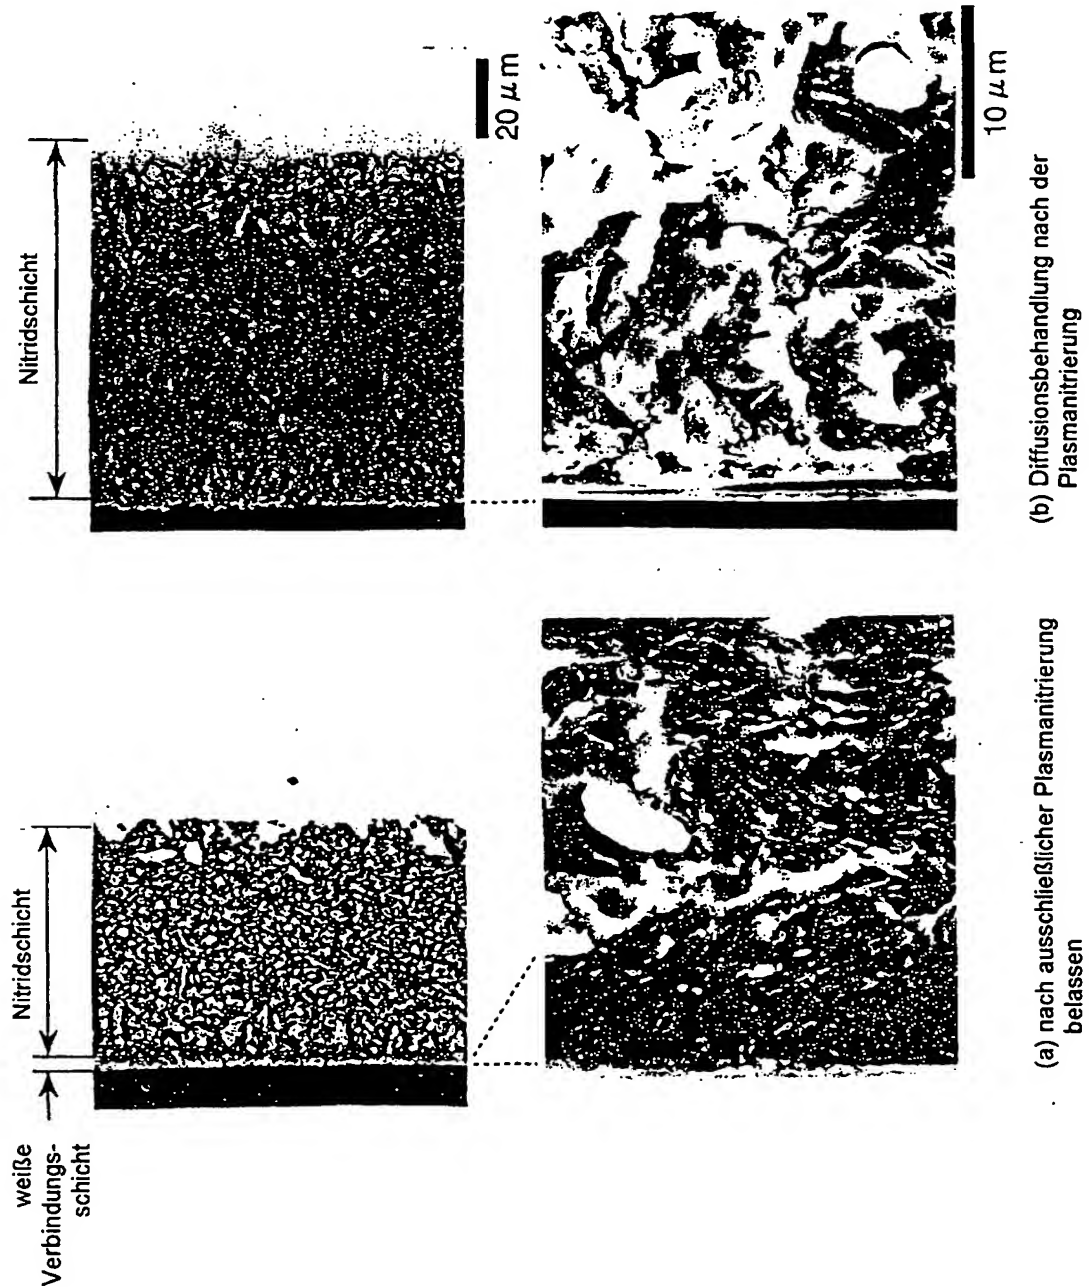 weiße
Verbindungs-
schicht
Nitridschicht
Nitridschicht
20 μm
10 μm
(a) nach ausschließlicher Plasmanitrierung
belassen
(b) Diffusionsbehandlung nach der
Plasmanitrierung